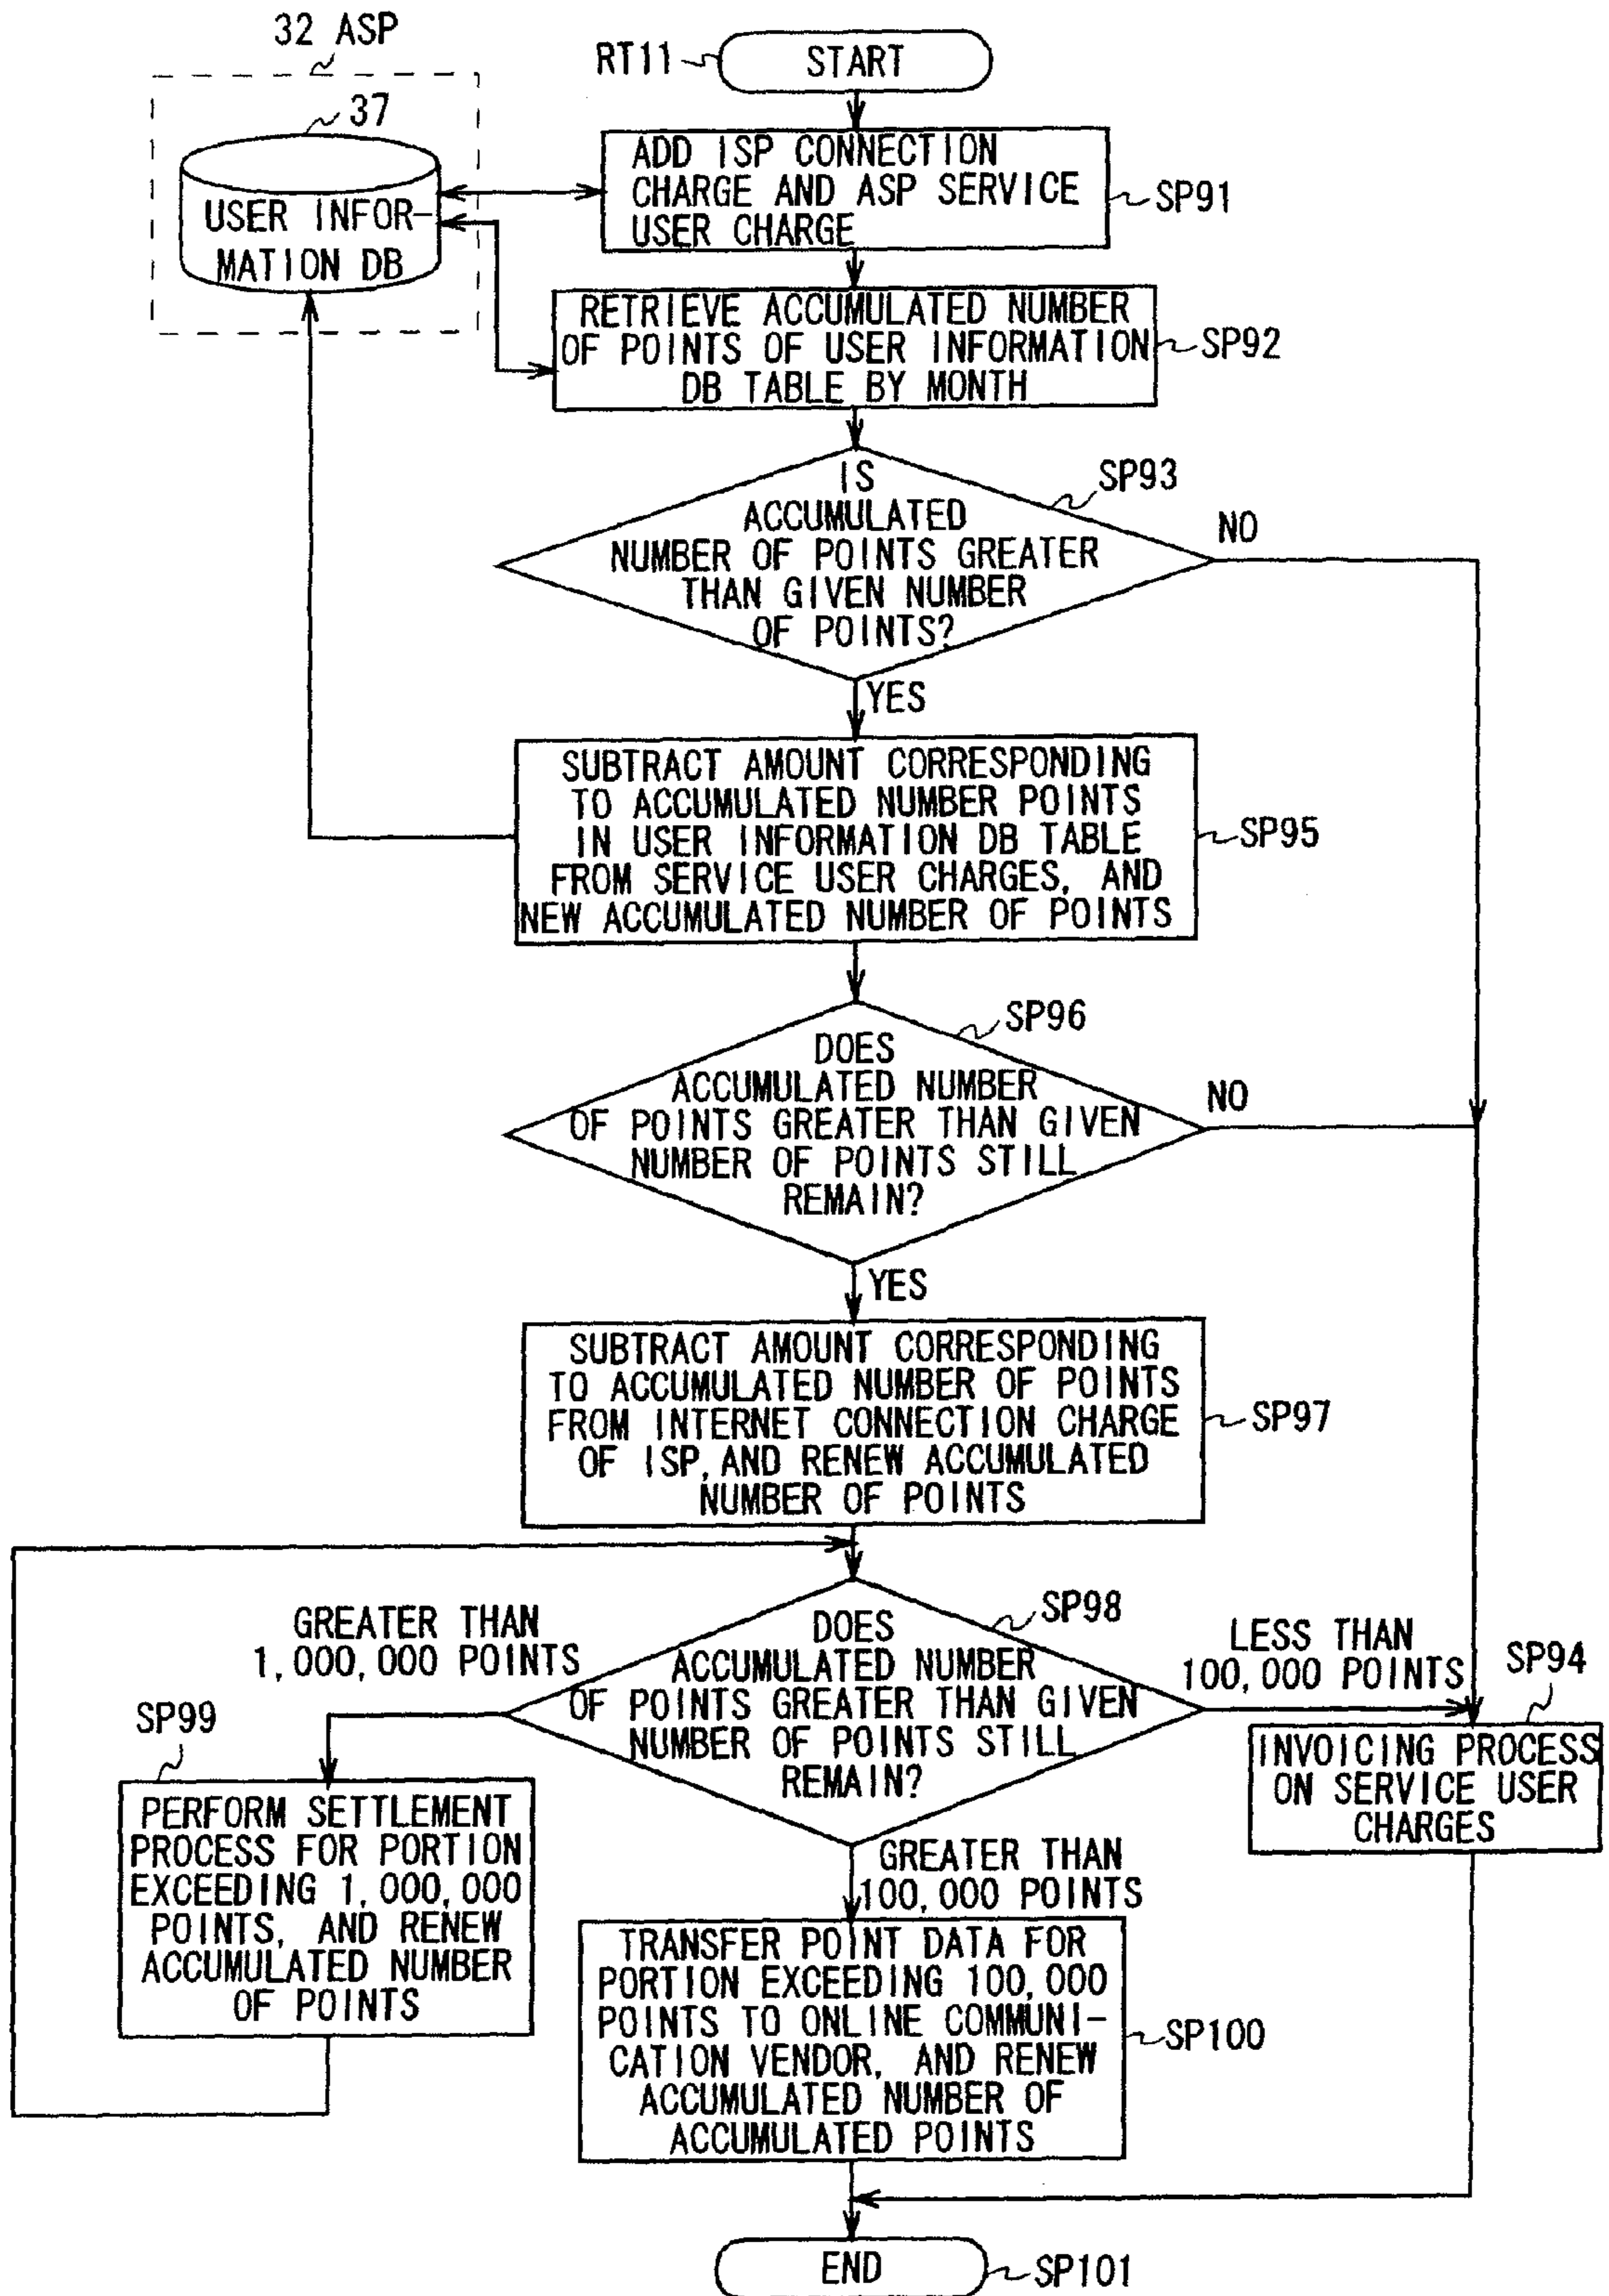 32 ASP
RT11
START
37
USER INFOR-
MATION DB
ADD ISP CONNECTION
CHARGE AND ASP SERVICE
USER CHARGE
SP91
RETRIEVE ACCUMULATED NUMBER
OF POINTS OF USER INFORMATION
DB TABLE BY MONTH
SP92
IS
ACCUMULATED
NUMBER OF POINTS GREATER
THAN GIVEN NUMBER
OF POINTS?
SP93
NO
YES
SUBTRACT AMOUNT CORRESPONDING
TO ACCUMULATED NUMBER POINTS
IN USER INFORMATION DB TABLE
FROM SERVICE USER CHARGES, AND
NEW ACCUMULATED NUMBER OF POINTS
SP95
DOES
ACCUMULATED NUMBER
OF POINTS GREATER THAN GIVEN
NUMBER OF POINTS STILL
REMAIN?
SP96
NO
YES
SUBTRACT AMOUNT CORRESPONDING
TO ACCUMULATED NUMBER OF POINTS
FROM INTERNET CONNECTION CHARGE
OF ISP, AND RENEW ACCUMULATED
NUMBER OF POINTS
SP97
GREATER THAN
1,000,000 POINTS
DOES
ACCUMULATED NUMBER
OF POINTS GREATER THAN GIVEN
NUMBER OF POINTS STILL
REMAIN?
SP98
LESS THAN
100,000 POINTS
SP94
INVOICING PROCESS
ON SERVICE USER
CHARGES
SP99
PERFORM SETTLEMENT
PROCESS FOR PORTION
EXCEEDING 1,000,000
POINTS, AND RENEW
ACCUMULATED NUMBER
OF POINTS
GREATER THAN
100,000 POINTS
TRANSFER POINT DATA FOR
PORTION EXCEEDING 100,000
POINTS TO ONLINE COMMUNI-
CATION VENDOR, AND RENEW
ACCUMULATED NUMBER OF
ACCUMULATED POINTS
SP100
END
SP101